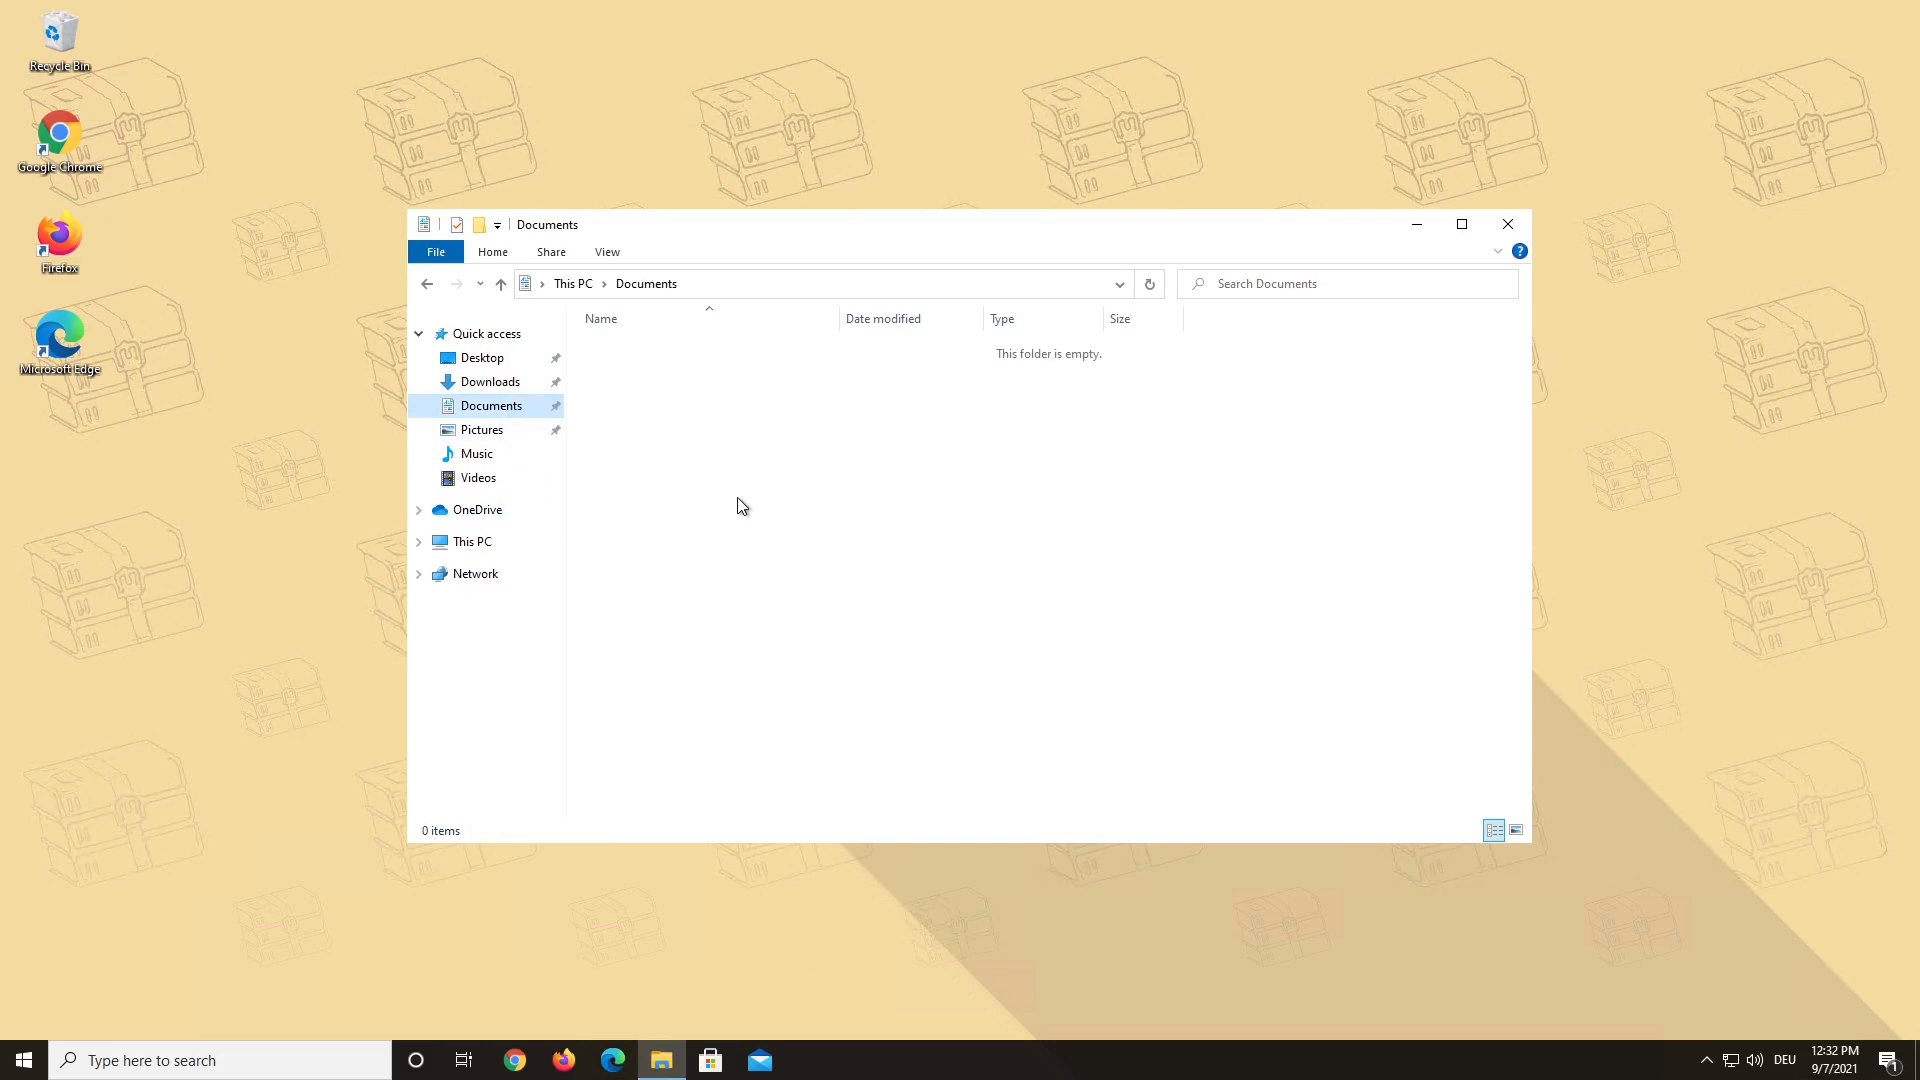 Recycle Bin
Google Chrome
Firefox
Microsoft Edge
Documents
File Home Share View
This PC Documents
Search Documents
Name Date modified Type Size
This folder is empty.
Quick access
Desktop
Downloads
Documents
Pictures
Music
Videos
OneDrive
This PC
Network
0 items
Type here to search
DEU
12:32 PM
9/7/2021
1